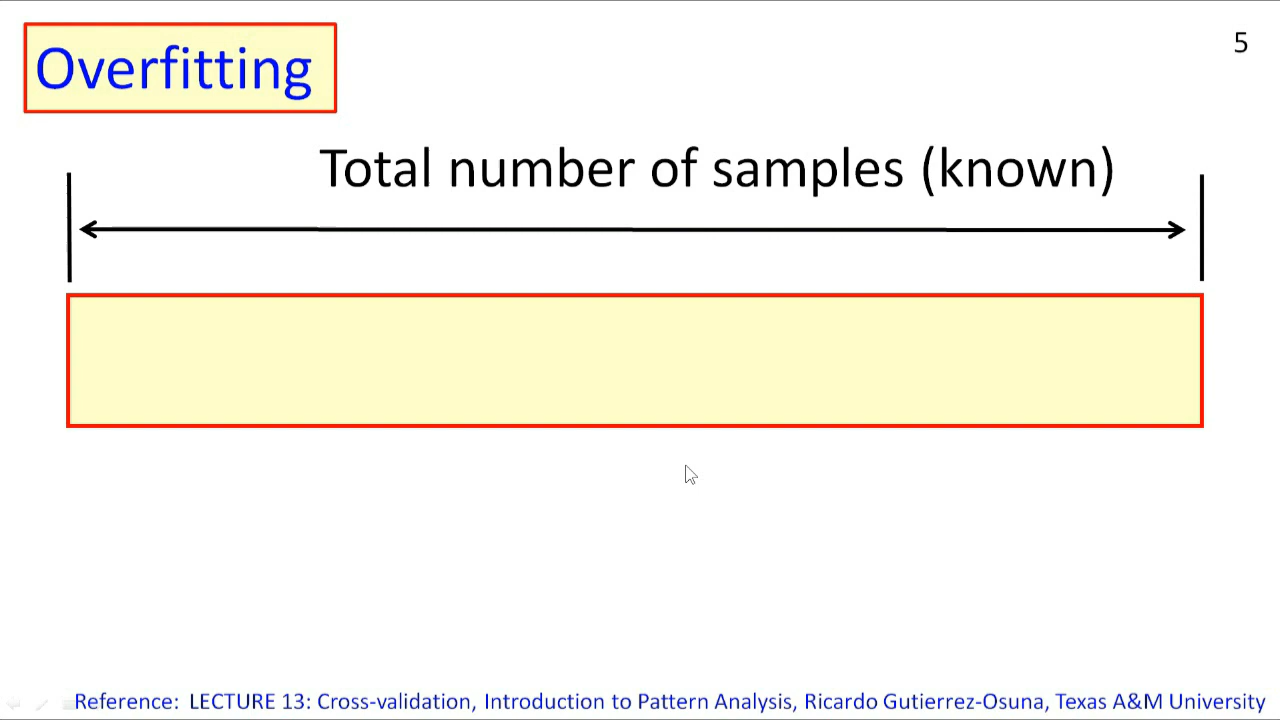 Overfitting
5
Total number of samples (known)
Reference: LECTURE 13: Cross-validation, Introduction to Pattern Analysis, Ricardo Gutierrez-Osuna, Texas A&M University